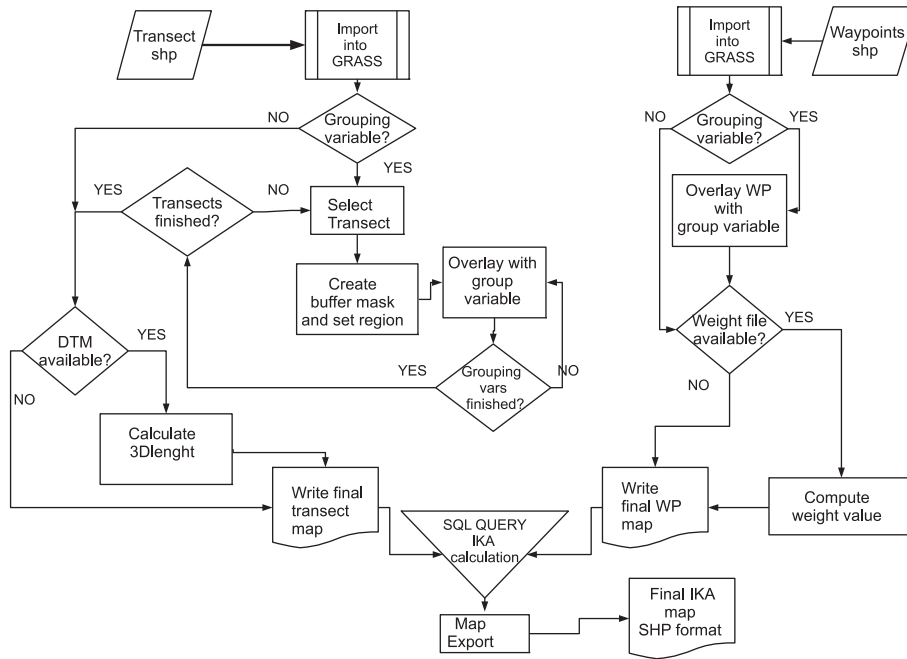 Transect
shp
Import
into
GRASS
Import
into
GRASS
Waypoints
shp
NO
Grouping
variable?
YES
NO
Grouping
variable?
YES
YES
Transects
finished?
NO
Select
Transect
Overlay WP
with
group variable
Create
buffer mask
and set region
Overlay with
group
variable
DTM
available?
YES
NO
YES
Grouping
vars
finished?
NO
Weight file
available?
YES
NO
Calculate
3Dlenght
Write final
transect
map
SQL QUERY
IKA
calculation
Write
final WP
map
Compute
weight value
Map
Export
Final IKA
map
SHP format